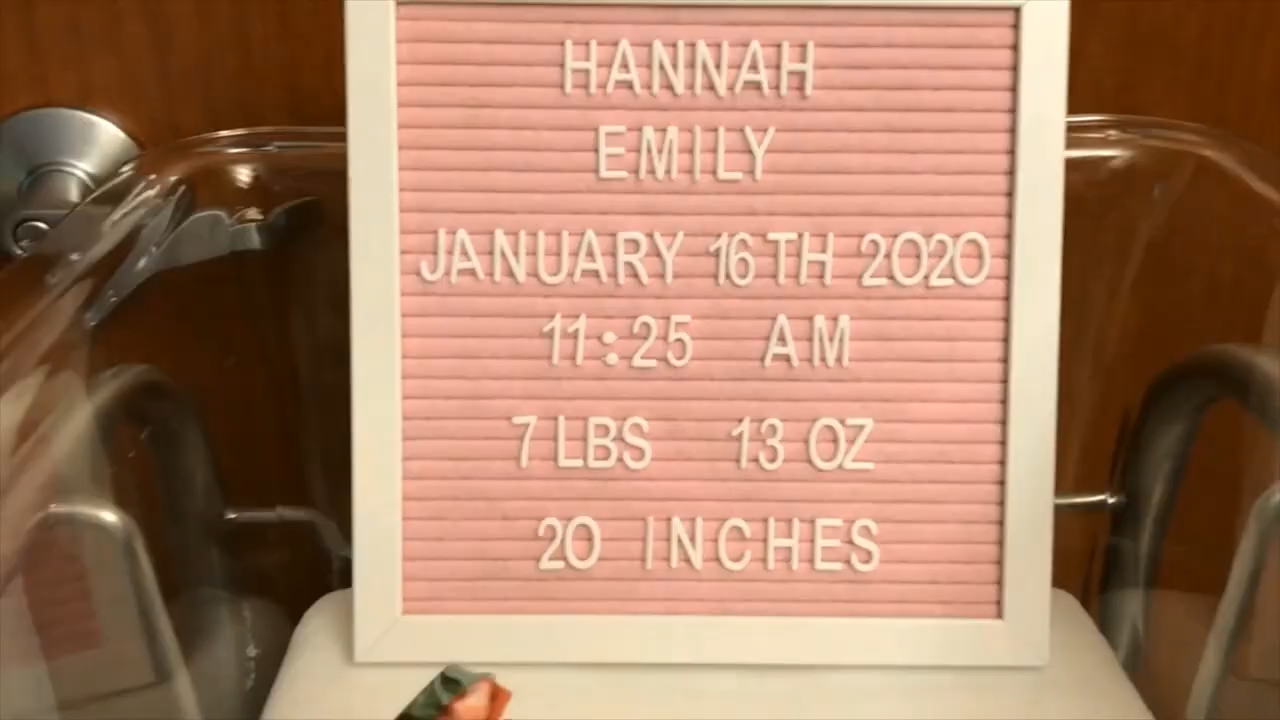 HANNAH
EMILY
JANUARY 16TH 2020
11:25 AM
7 LBS 13 OZ
20 INCHES